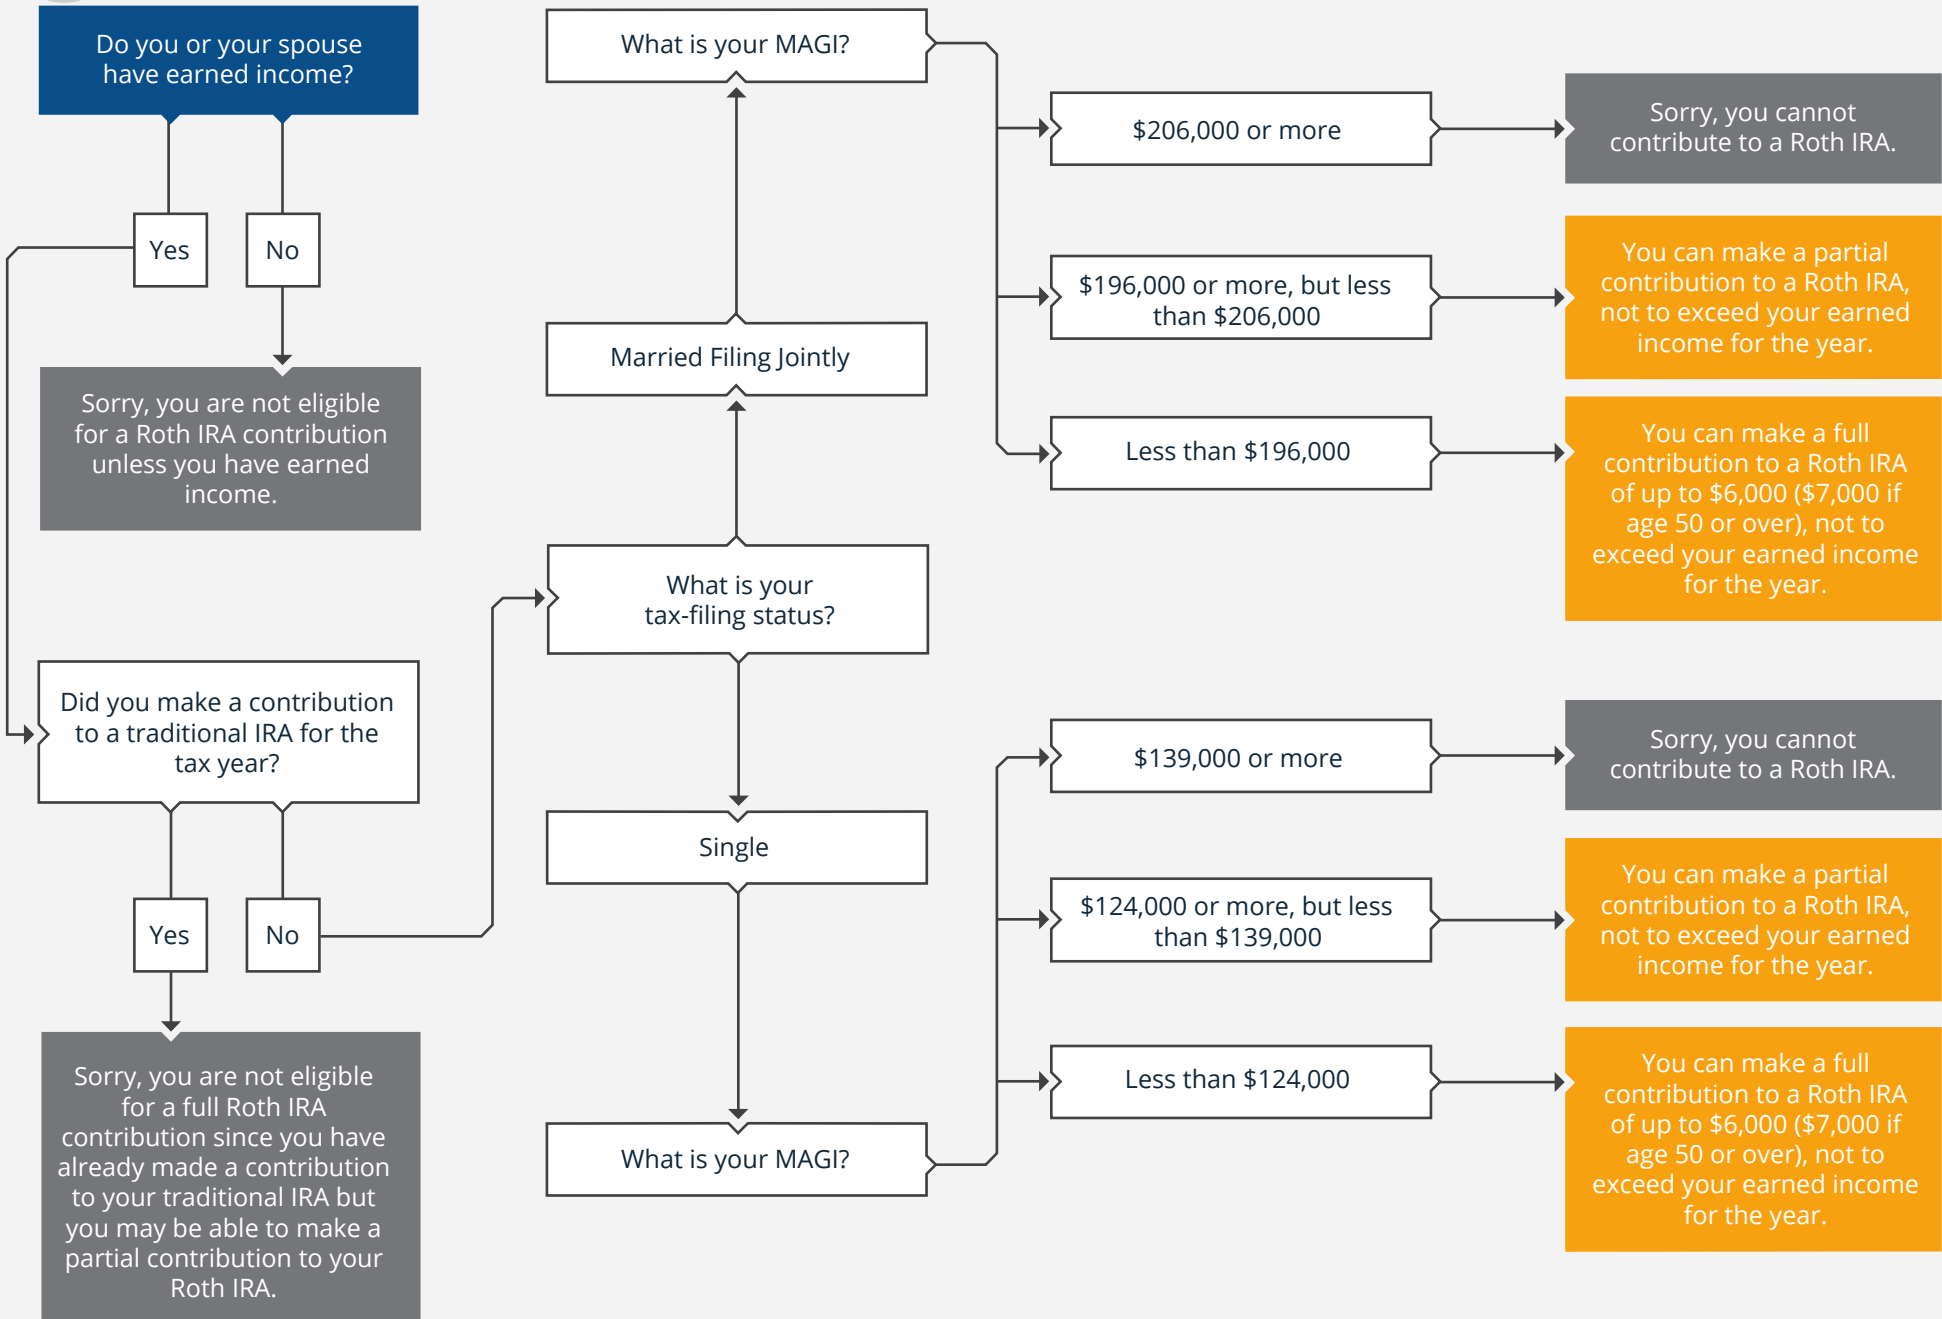 Do you or your spouse
have earned income?
Yes
No
Sorry, you are not eligible
for a Roth IRA contribution
unless you have earned
income.
Did you make a contribution
to a traditional IRA for the
tax year?
Yes
No
Sorry, you are not eligible
for a full Roth IRA
contribution since you have
already made a contribution
to your traditional IRA but
you may be able to make a
partial contribution to your
Roth IRA.
What is your MAGI?
Married Filing Jointly
What is your
tax-filing status?
Single
What is your MAGI?
$206,000 or more
$196,000 or more, but less
than $206,000
Less than $196,000
$139,000 or more
$124,000 or more, but less
than $139,000
Less than $124,000
Sorry, you cannot
contribute to a Roth IRA.
You can make a partial
contribution to a Roth IRA,
not to exceed your earned
income for the year.
You can make a full
contribution to a Roth IRA
of up to $6,000 ($7,000 if
age 50 or over), not to
exceed your earned income
for the year.
Sorry, you cannot
contribute to a Roth IRA.
You can make a partial
contribution to a Roth IRA,
not to exceed your earned
income for the year.
You can make a full
contribution to a Roth IRA
of up to $6,000 ($7,000 if
age 50 or over), not to
exceed your earned income
for the year.